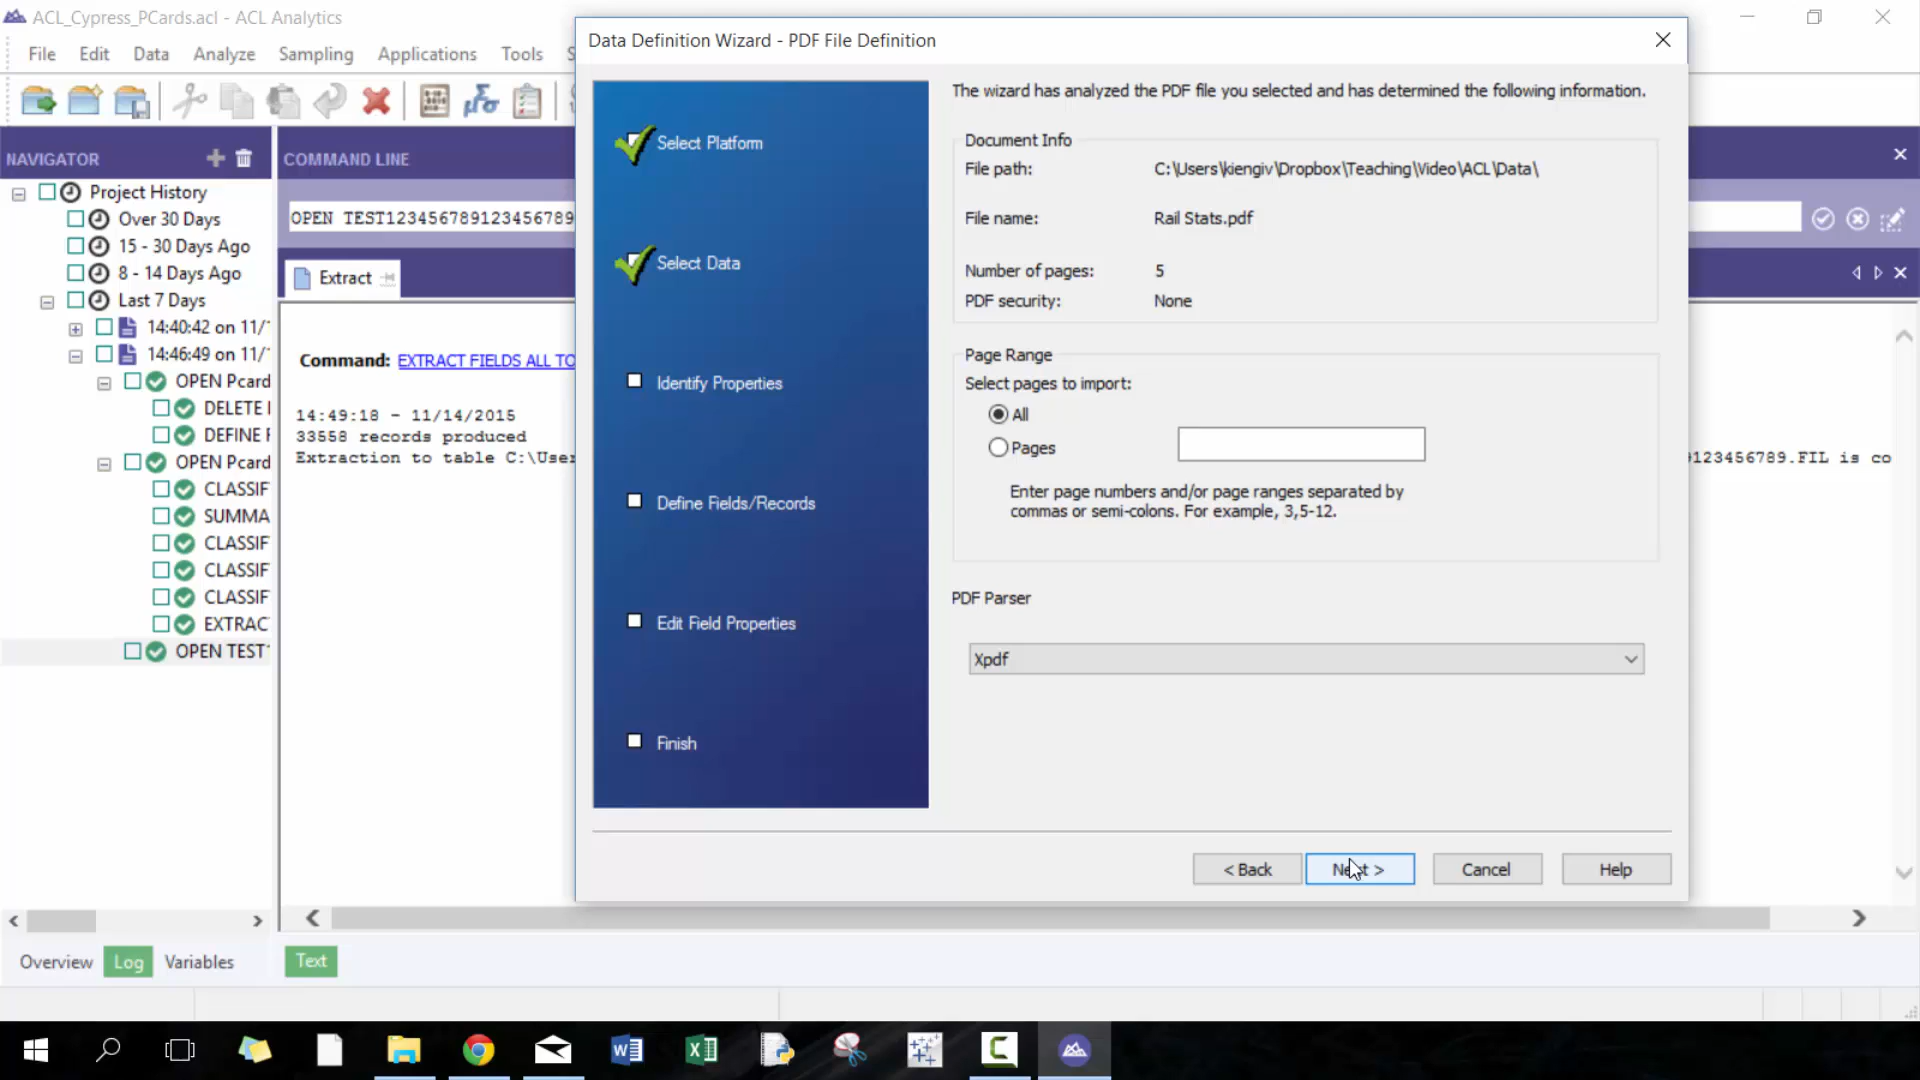 ACL_Cypress_PCards.acl - ACL Analytics
File Edit Data Analyze Sampling Applications Tools S
NAVIGATOR
Project History
Over 30 Days
15 - 30 Days Ago
8 - 14 Days Ago
Last 7 Days
14:40:42 on 11/
14:46:49 on 11/
OPEN Pcard
DELETE
DEFINE F
OPEN Pcard
CLASSIF
SUMMA
CLASSIF
CLASSIF
CLASSIF
EXTRAC
OPEN TEST
Overview Log Variables
COMMAND LINE
OPEN TEST123456789123456789
Extract
Command: EXTRACT FIELDS ALL TO
14:49:18 - 11/14/2015
33558 records produced
Extraction to table C:\User
9123456789.FIL is co
Text
Data Definition Wizard - PDF File Definition
Select Platform
Select Data
Identify Properties
Define Fields/Records
Edit Field Properties
Finish
The wizard has analyzed the PDF file you selected and has determined the following information.
Document Info
File path: C:\Users\kiengiv\Dropbox\Teaching\Video\ACL\Data\
File name: Rail Stats.pdf
Number of pages: 5
PDF security: None
Page Range
Select pages to import:
All
Pages
Enter page numbers and/or page ranges separated by
commas or semi-colons. For example, 3,5-12.
PDF Parser
Xpdf
< Back Next > Cancel Help